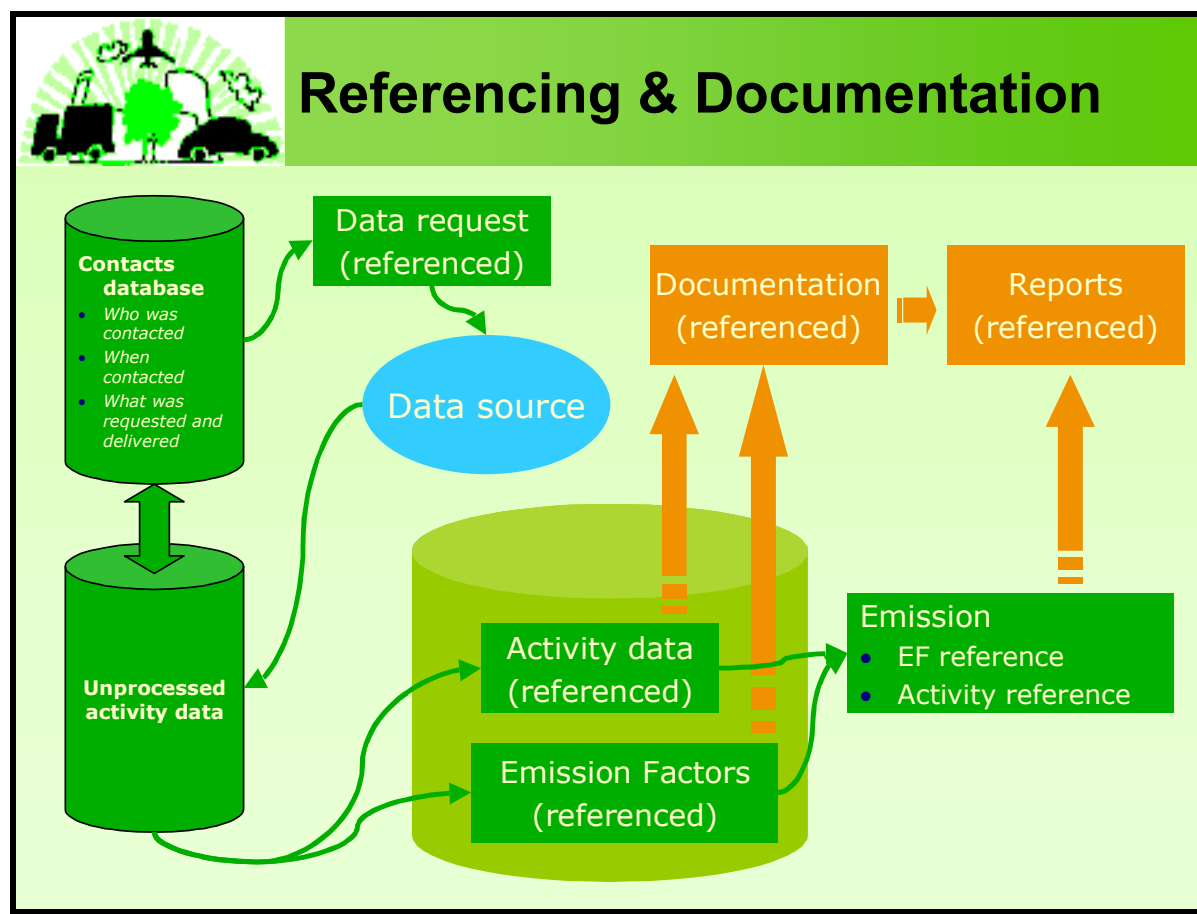 Referencing & Documentation
Contacts
database
• Who was
contacted
• When
contacted
• What was
requested and
delivered
Data request
(referenced)
Data source
Documentation
(referenced)
Reports
(referenced)
Unprocessed
activity data
Activity data
(referenced)
Emission Factors
(referenced)
Emission
• EF reference
• Activity reference